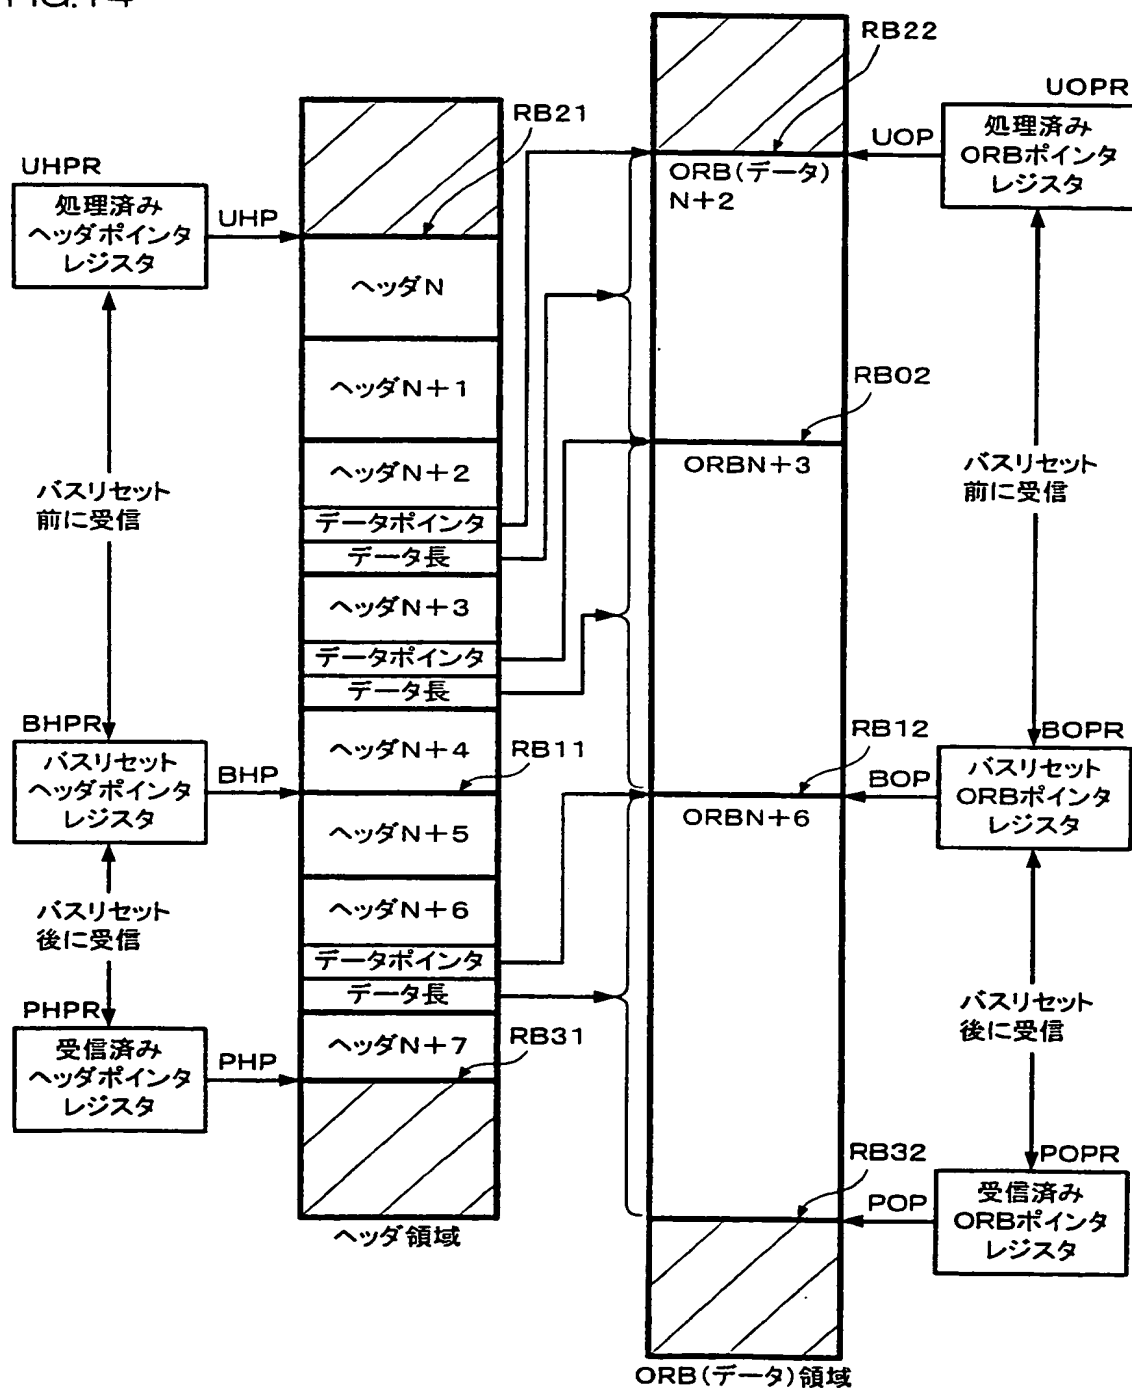 FIG.14
RB22
UOPR
処理済み
ORBポインタ
レジスタ
UOP
RB21
ORB(データ)
N+2
UHPR
処理済み
ヘッダポインタ
レジスタ
UHP
ヘッダN
ヘッダN+1
RB02
ヘッダN+2
ORBN+3
バスリセット
前に受信
バスリセット
前に受信
データポインタ
データ長
ヘッダN+3
データポインタ
データ長
BHPR
バスリセット
ヘッダポインタ
レジスタ
BHP
ヘッダN+4
RB11
RB12
BOPR
バスリセット
ORBポインタ
レジスタ
BOP
ORBN+6
ヘッダN+5
バスリセット
後に受信
ヘッダN+6
データポインタ
データ長
バスリセット
後に受信
PHPR
受信済み
ヘッダポインタ
レジスタ
PHP
ヘッダN+7
RB31
RB32
POPR
受信済み
ORBポインタ
レジスタ
POP
ヘッダ領域
ORB(データ)領域